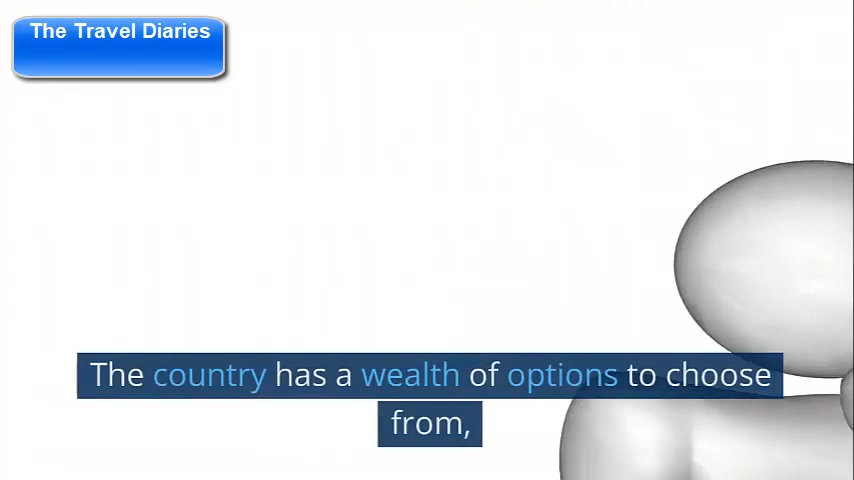 The Travel Diaries
The country has a wealth of options to choose
from,